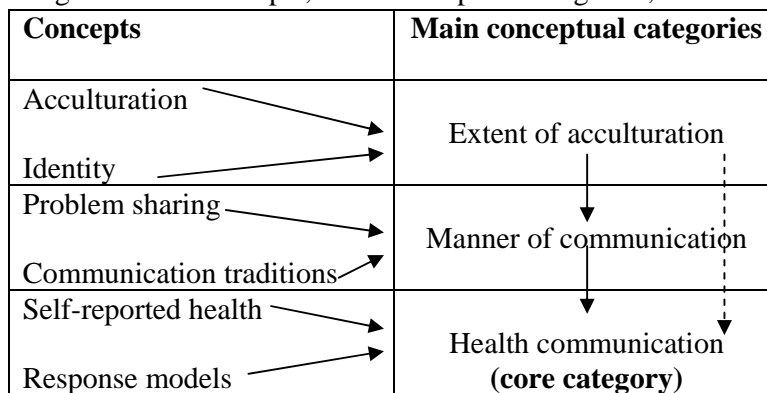 Concepts
Main conceptual categories
Acculturation
Identity
Extent of acculturation
Problem sharing
Communication traditions
Manner of communication
Self-reported health
Response models
Health communication
(core category)